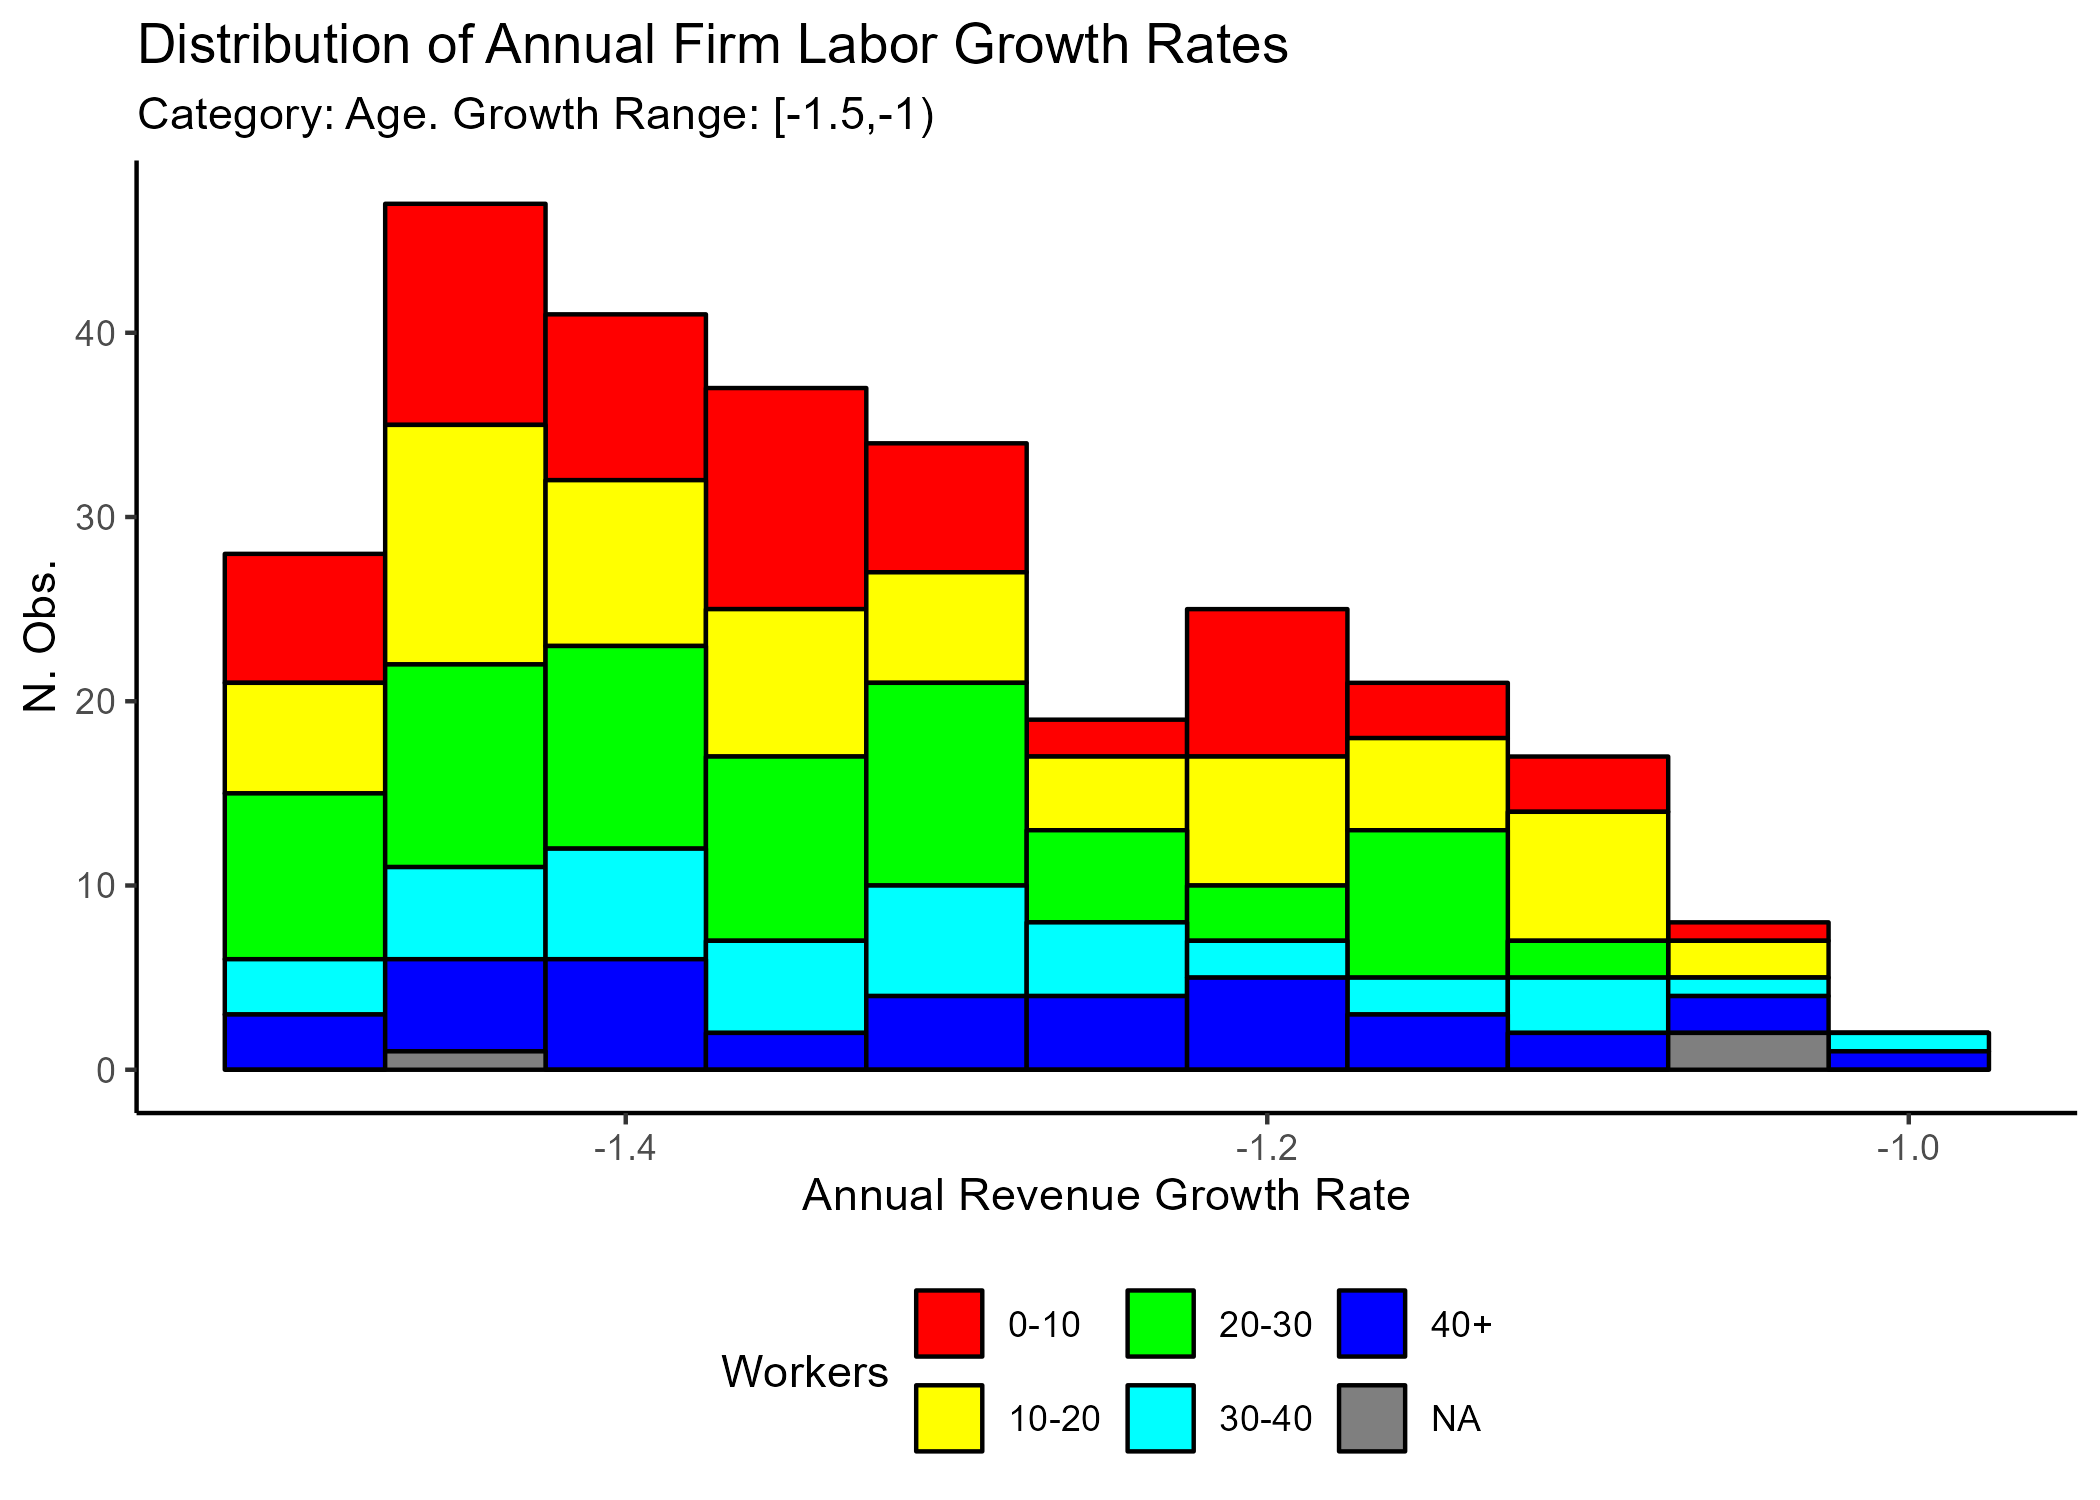 Distribution of Annual Firm Labor Growth Rates
Category: Age. Growth Range: [-1.5,-1)
N. Obs.
40
30
20
10
0
-1.4
-1.2
-1.0
Annual Revenue Growth Rate
Workers
0-10
20-30
40+
10-20
30-40
NA